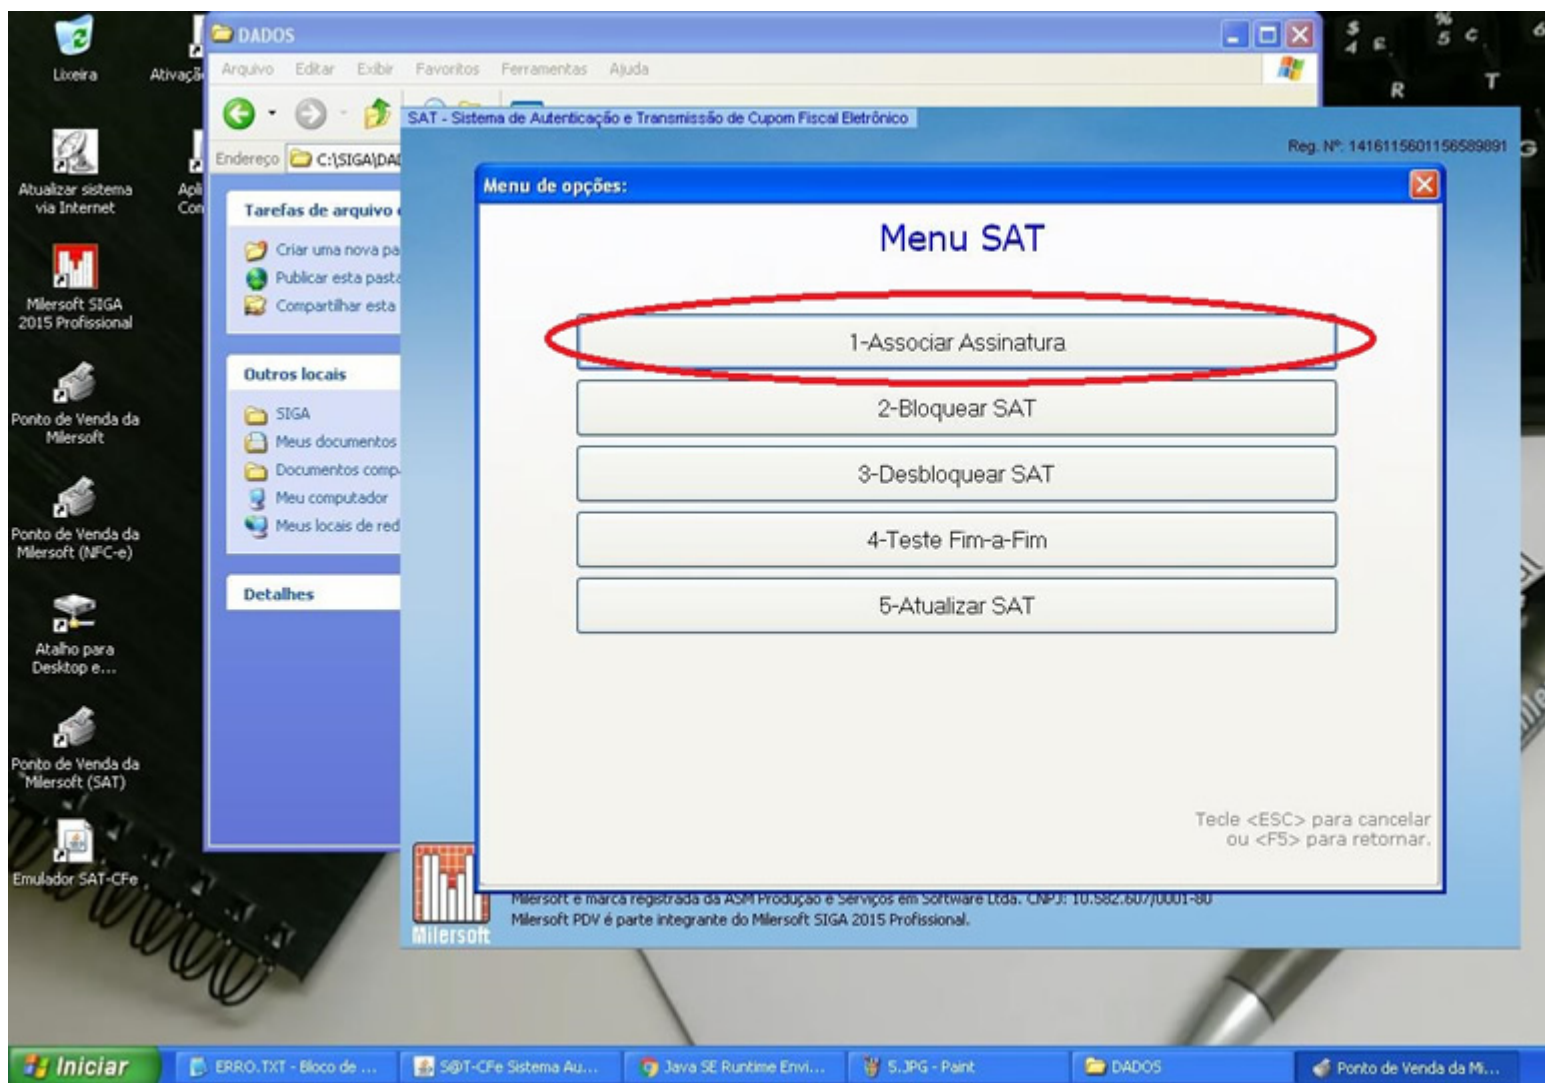 Lixeira
Ativaçã
Atualizar sistema
via Internet
Apli
Con
Milersoft SIGA
2015 Profissional
Ponto de Venda da
Milersoft
Ponto de Venda da
Milersoft (NFC-e)
Atalho para
Desktop e...
Ponto de Venda da
Milersoft (SAT)
Emulador SAT-CFe
DADOS
Arquivo Editar Exibir Favoritos Ferramentas Ajuda
Endereço C:\SIGA\DAD
Tarefas de arquivo e
Criar uma nova pa
Publicar esta pasta
Compartilhar esta
Outros locais
SIGA
Meus documentos
Documentos comp
Meu computador
Meus locais de red
Detalhes
SAT - Sistema de Autenticação e Transmissão de Cupom Fiscal Eletrônico
Reg. Nº: 1416115601156589891
Menu de opções:
Menu SAT
1-Associar Assinatura
2-Bloquear SAT
3-Desbloquear SAT
4-Teste Fim-a-Fim
5-Atualizar SAT
Tecle <ESC> para cancelar
ou <F5> para retornar.
Milersoft
Milersoft é marca registrada da ASM Produção e Serviços em Software Ltda. CNPJ: 10.582.607/0001-80
Milersoft PDV é parte integrante do Milersoft SIGA 2015 Profissional.
Iniciar
ERRO.TXT - Bloco de ...
S@T-CFe Sistema Au...
Java SE Runtime Envi...
5.JPG - Paint
DADOS
Ponto de Venda da Mi...